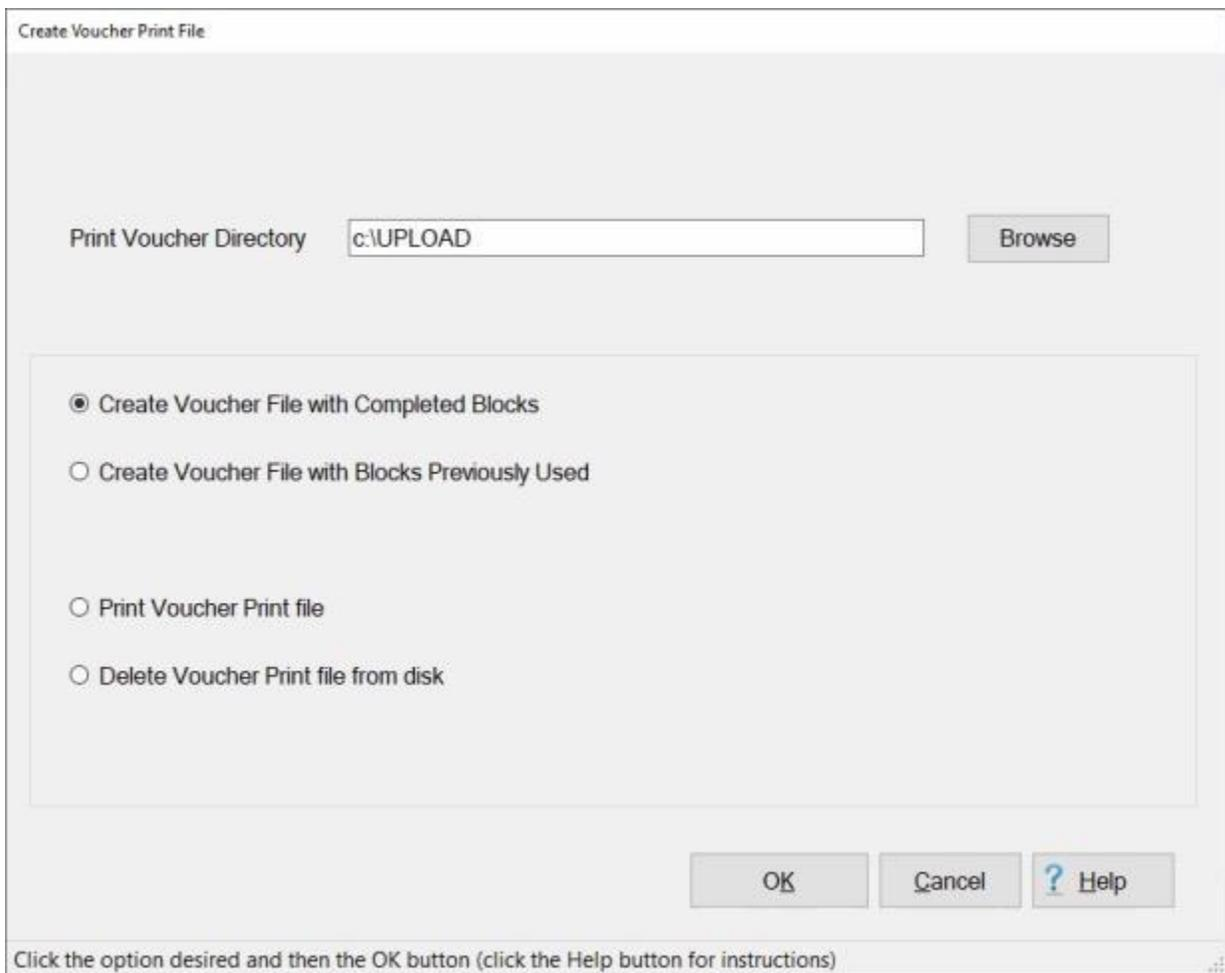 Create Voucher Print File
Print Voucher Directory c:\UPLOAD Browse
Create Voucher File with Completed Blocks
Create Voucher File with Blocks Previously Used
Print Voucher Print file
Delete Voucher Print file from disk
OK Cancel ? Help
Click the option desired and then the OK button (click the Help button for instructions)